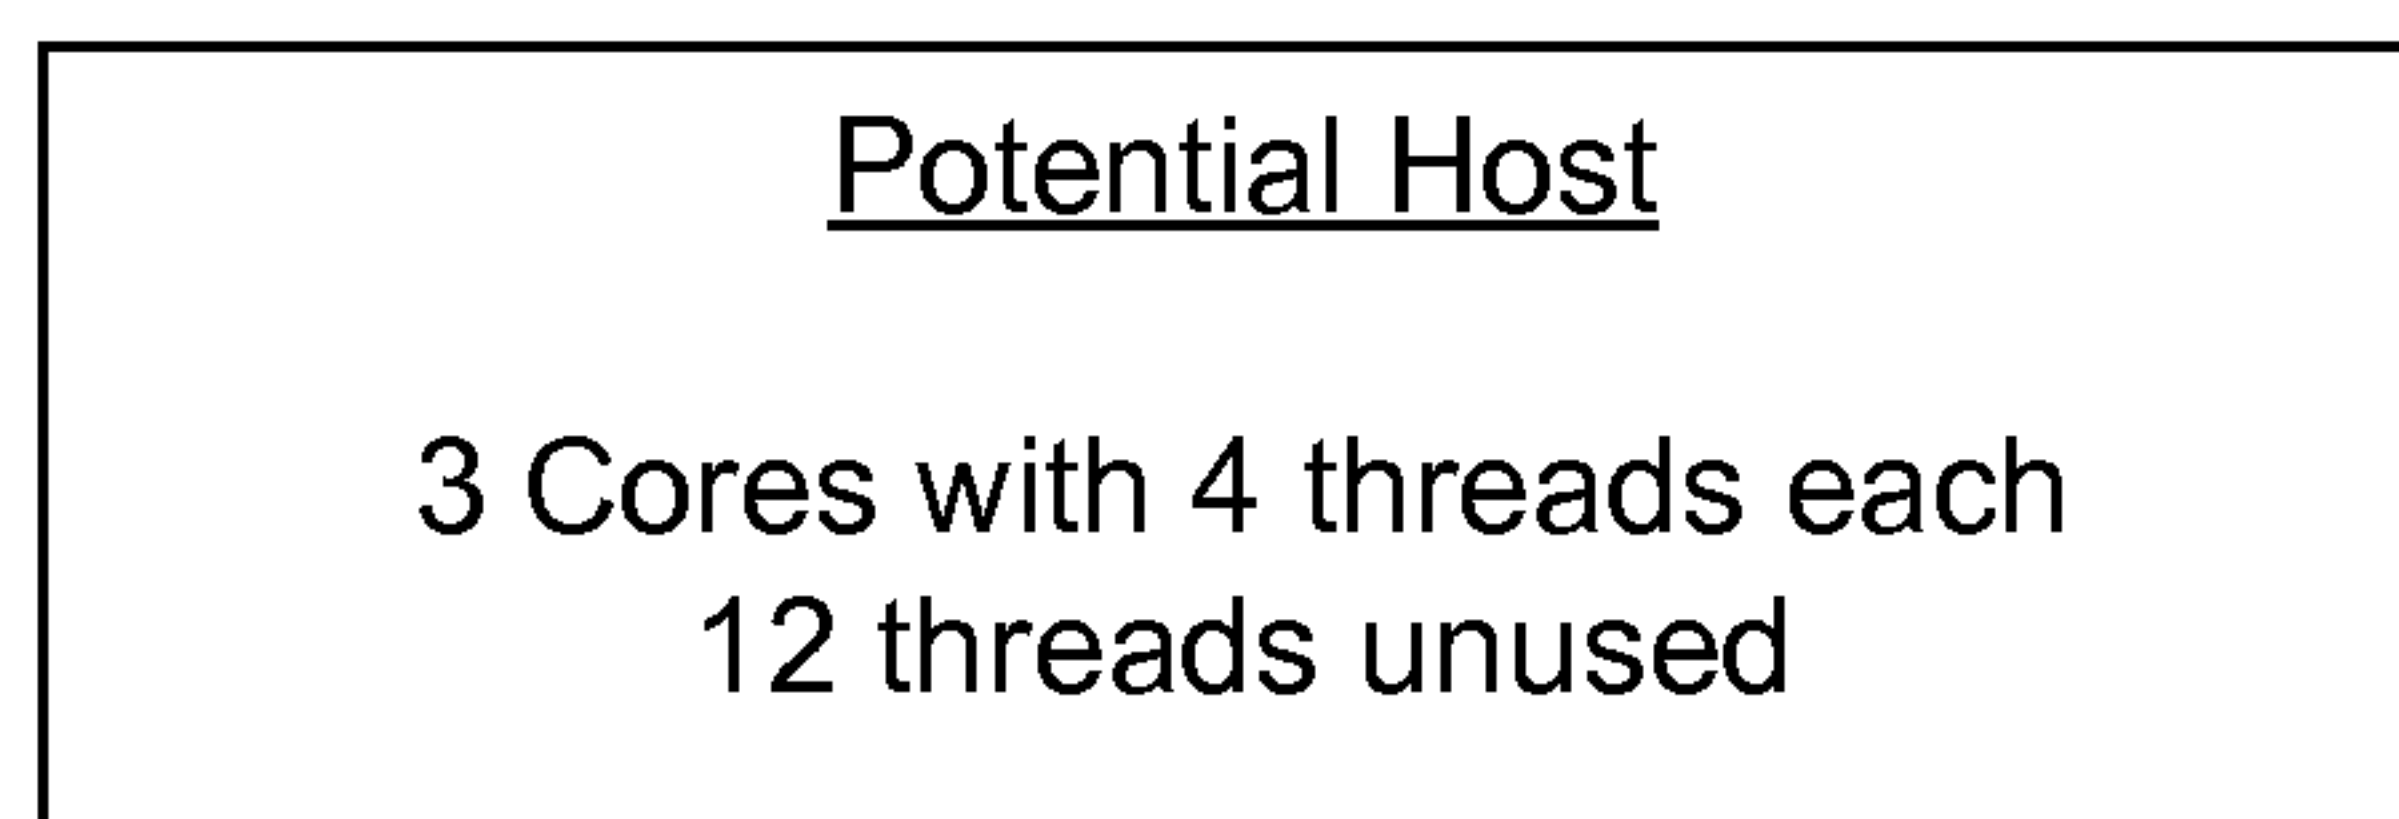 Potential Host
3 Cores with 4 threads each
12 threads unused